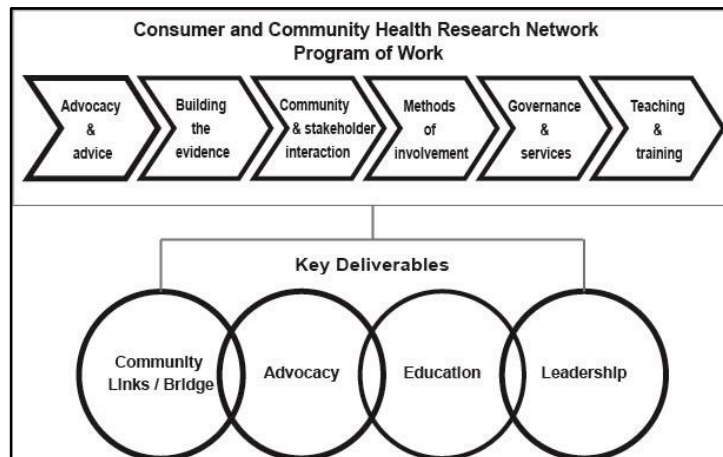 Consumer and Community Health Research Network
Program of Work
Advocacy
&
advice
Building
the
evidence
Community
& stakeholder
interaction
Methods
of
involvement
Governance
&
services
Teaching
&
training
Key Deliverables
Community
Links / Bridge
Advocacy
Education
Leadership